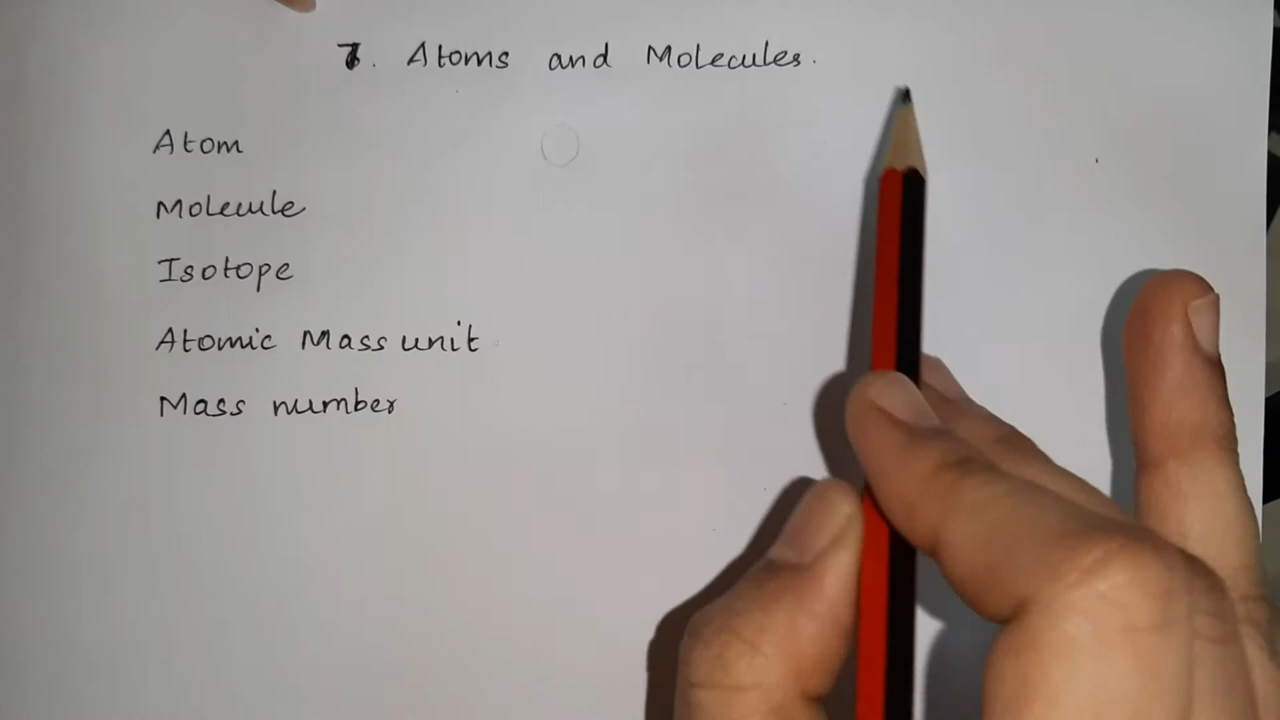 7. Atoms and Molecules.
Atom
Molecule
Isotope
Atomic Mass unit
Mass number